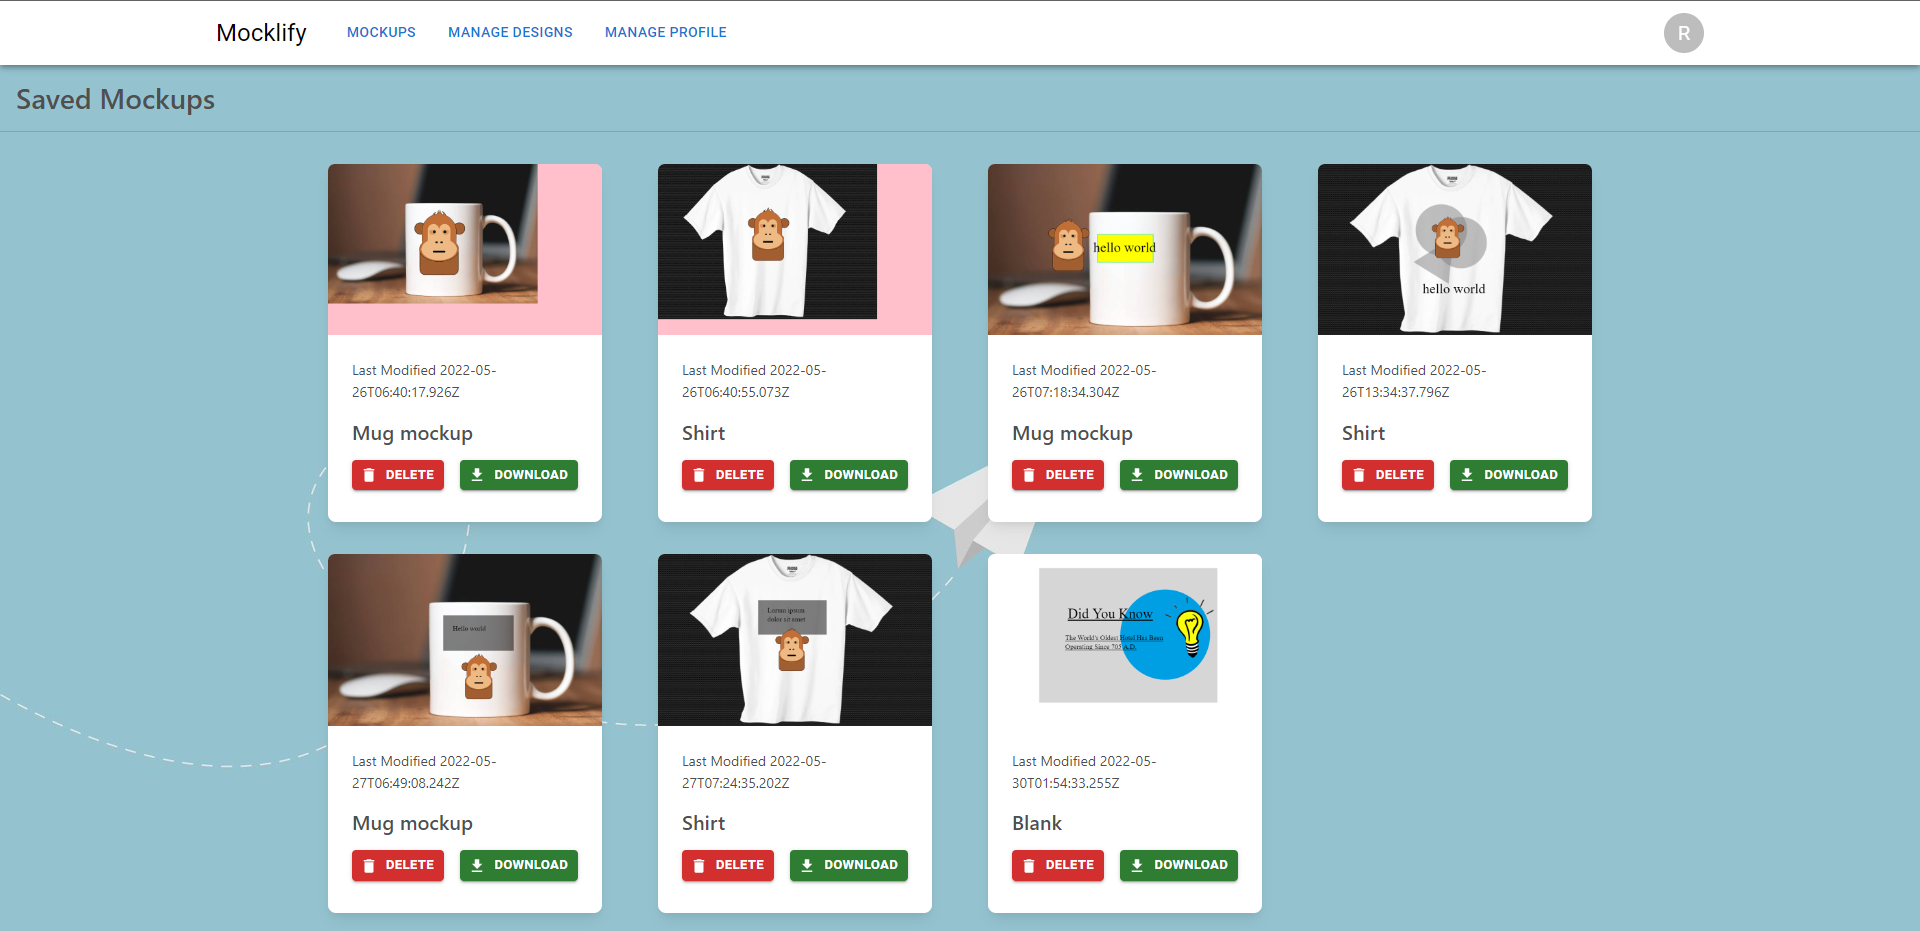 Mocklify
MOCKUPS
MANAGE DESIGNS
MANAGE PROFILE
R
Saved Mockups
hello world
hello world
Last Modified 2022-05-
26T06:40:17.926Z
Mug mockup
DELETE
DOWNLOAD
Last Modified 2022-05-
26T06:40:55.073Z
Shirt
DELETE
DOWNLOAD
Last Modified 2022-05-
26T07:18:34.304Z
Mug mockup
DELETE
DOWNLOAD
Last Modified 2022-05-
26T13:34:37.796Z
Shirt
DELETE
DOWNLOAD
Lorem ipsum
dolor sit amet
Did You Know
The World's Oldest Hotel Has Been
Operating Since 705 A.D.
Last Modified 2022-05-
27T06:49:08.242Z
Mug mockup
DELETE
DOWNLOAD
Last Modified 2022-05-
27T07:24:35.202Z
Shirt
DELETE
DOWNLOAD
Last Modified 2022-05-
30T01:54:33.255Z
Blank
DELETE
DOWNLOAD